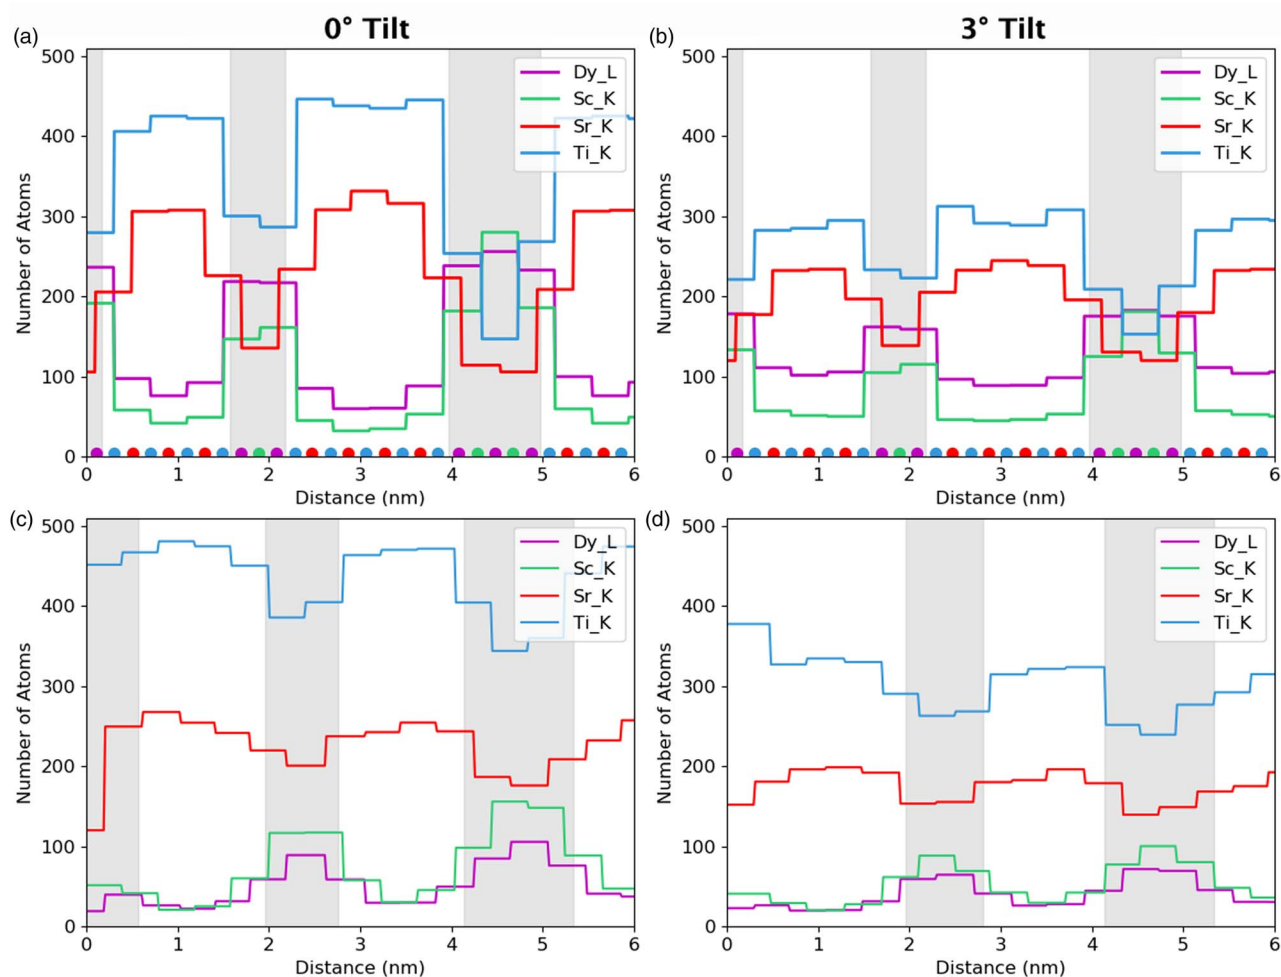 0° Tilt
3° Tilt
(a)
500
400
300
200
100
0
Number of Atoms
Dy_L
Sc_K
Sr_K
Ti_K
0 1 2 3 4 5 6
Distance (nm)
(b)
500
400
300
200
100
0
Number of Atoms
Dy_L
Sc_K
Sr_K
Ti_K
0 1 2 3 4 5 6
Distance (nm)
(c)
500
400
300
200
100
0
Number of Atoms
Dy_L
Sc_K
Sr_K
Ti_K
0 1 2 3 4 5 6
Distance (nm)
(d)
500
400
300
200
100
0
Number of Atoms
Dy_L
Sc_K
Sr_K
Ti_K
0 1 2 3 4 5 6
Distance (nm)